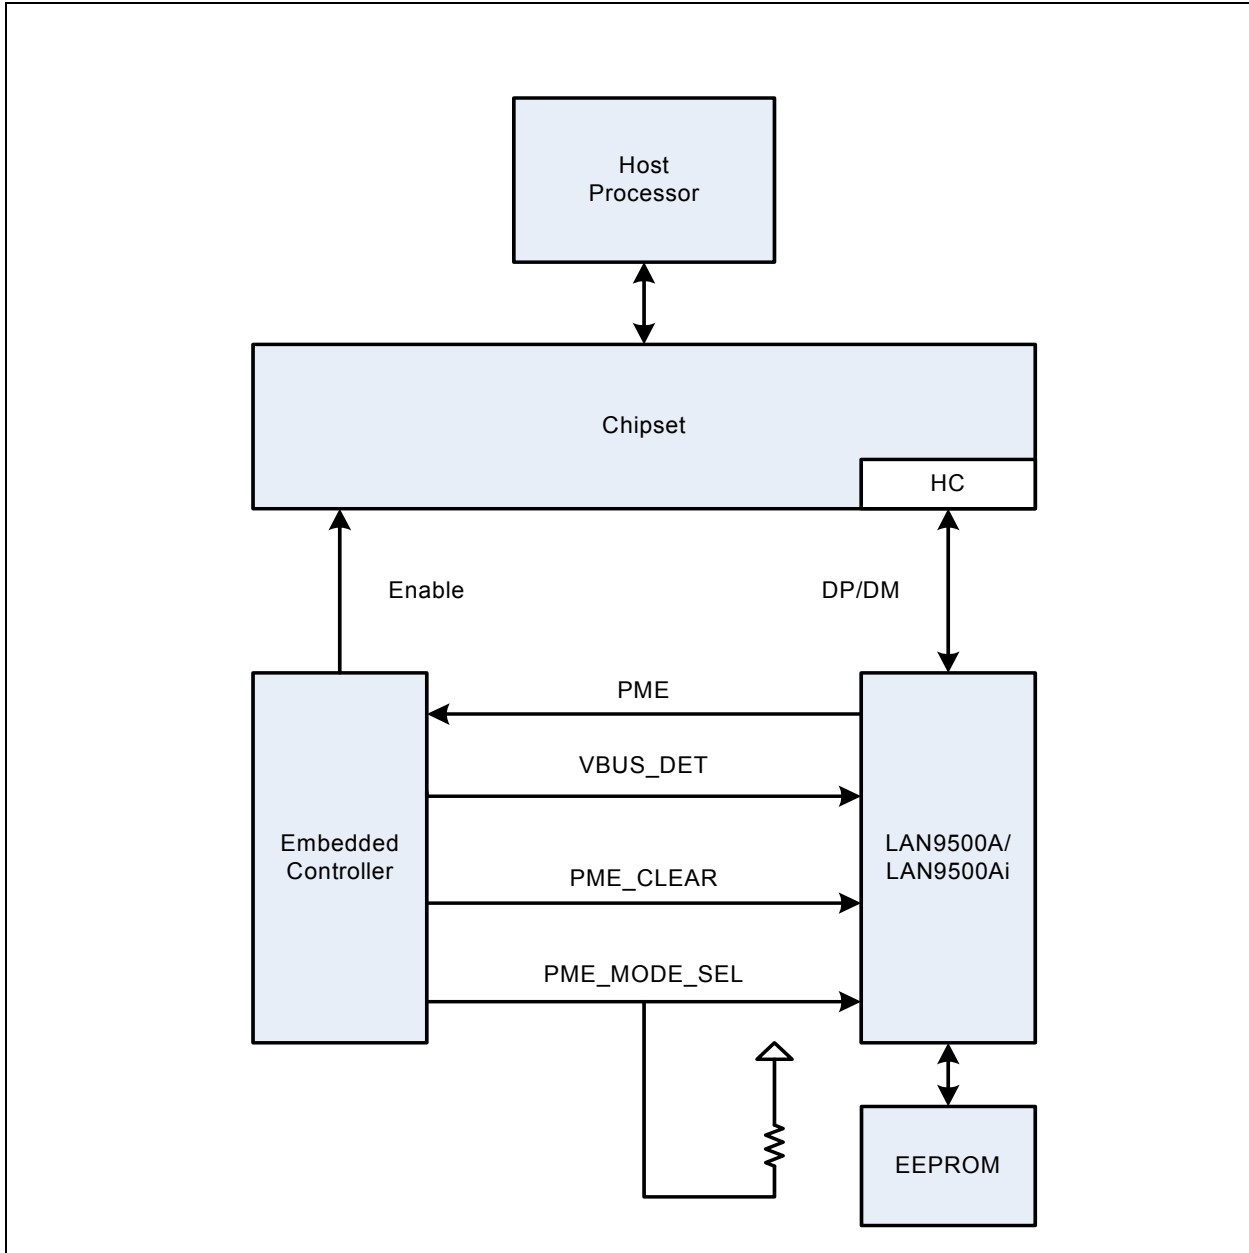 Host
Processor
Chipset
HC
Enable
DP/DM
PME
VBUS_DET
Embedded
Controller
LAN9500A/
LAN9500Ai
PME_CLEAR
PME_MODE_SEL
EEPROM